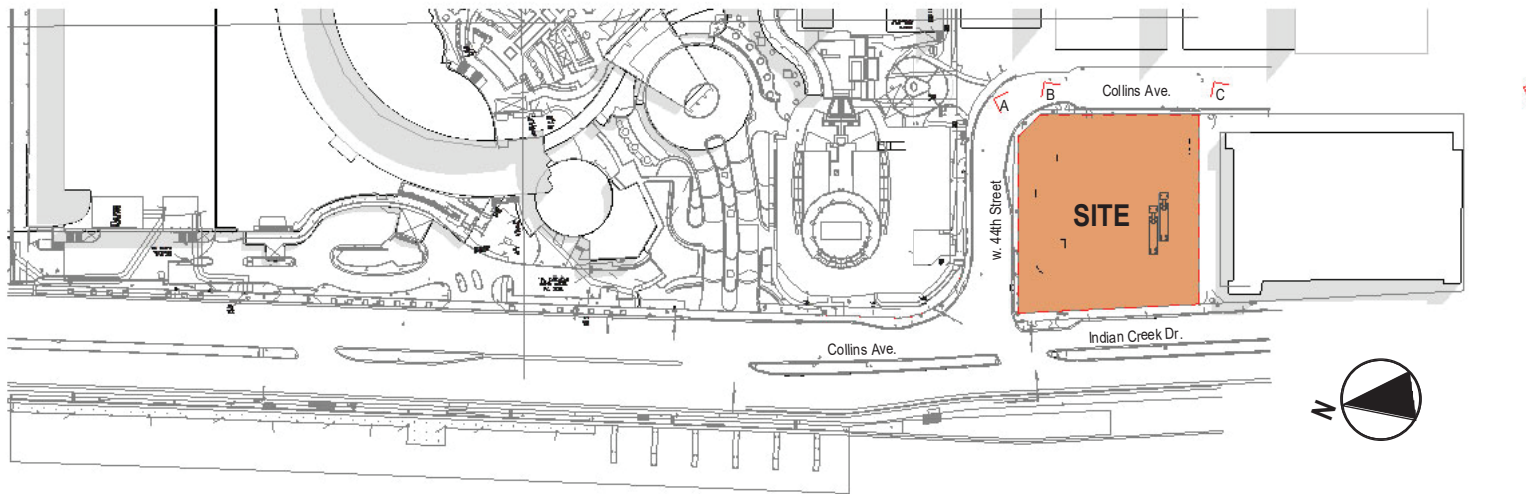 Collins Ave.
A
B
C
w. 44th Street
SITE
Collins Ave.
Indian Creek Dr.
N